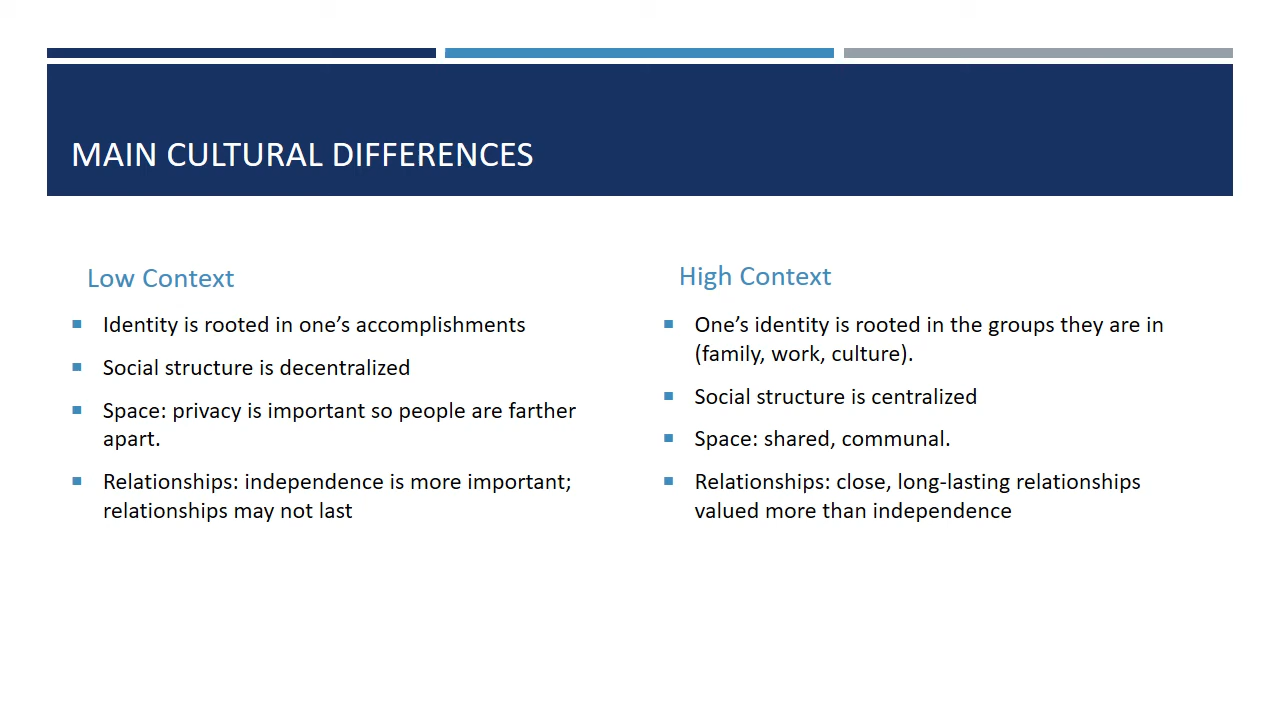 MAIN CULTURAL DIFFERENCES
Low Context
Identity is rooted in one’s accomplishments
Social structure is decentralized
Space: privacy is important so people are farther
apart.
Relationships: independence is more important;
relationships may not last
High Context
One’s identity is rooted in the groups they are in
(family, work, culture).
Social structure is centralized
Space: shared, communal.
Relationships: close, long-lasting relationships
valued more than independence